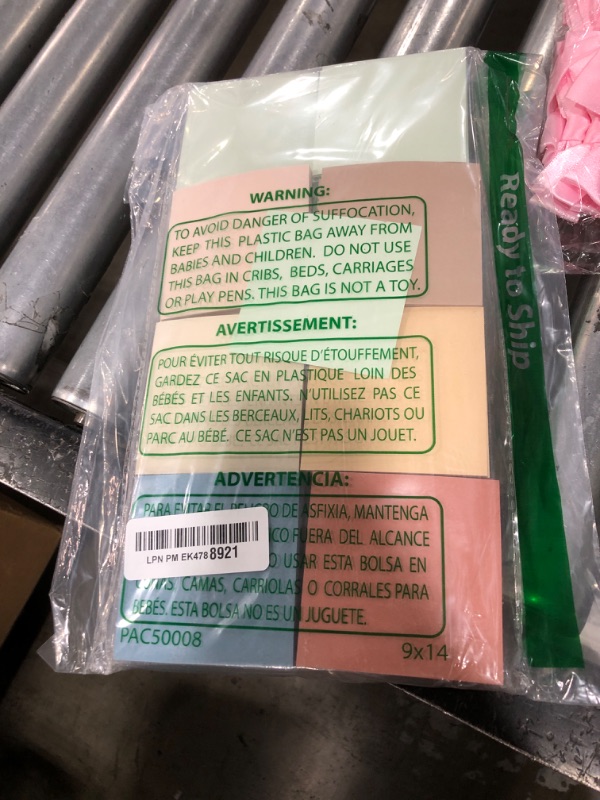 WARNING:
TO AVOID DANGER OF SUFFOCATION,
KEEP THIS PLASTIC BAG AWAY FROM
BABIES AND CHILDREN. DO NOT USE
THIS BAG IN CRIBS, BEDS, CARRIAGES
OR PLAY PENS. THIS BAG IS NOT A TOY.
AVERTISSEMENT:
POUR ÉVITER TOUT RISQUE D'ÉTOUFFEMENT,
GARDEZ CE SAC EN PLASTIQUE LOIN DES
BÉBÉS ET LES ENFANTS. N'UTILISEZ PAS CE
SAC DANS LES BERCEAUX, LITS, CHARIOTS OU
PARC AU BÉBÉ. CE SAC N'EST PAS UN JOUET.
ADVERTENCIA:
PARA EVITAR EL PELIGRO DE ASFIXIA, MANTENGA
FUERA DEL ALCANCE
USAR ESTA BOLSA EN
CUNAS, CAMAS, CARRIOLAS O CORRALES PARA
BEBÉS. ESTA BOLSA NO ES UN JUGUETE.
LPN PM EK478 8921
PAC50008
9x14
Ready to Ship